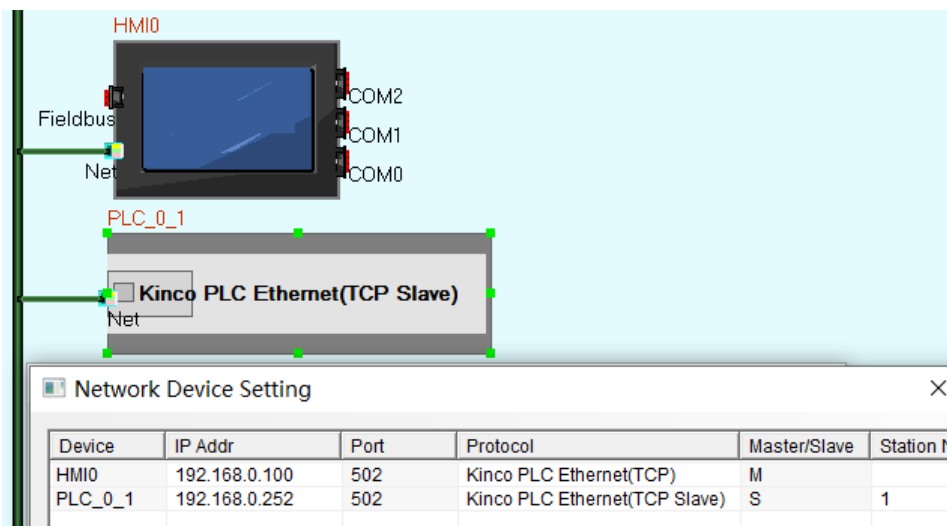 HMI0
COM2
Fieldbus
COM1
Net
COM0
PLC_0_1
Kinco PLC Ethernet(TCP Slave)
Net
Network Device Setting
Device IP Addr Port Protocol Master/Slave Station
HMI0 192.168.0.100 502 Kinco PLC Ethernet(TCP) M
PLC_0_1 192.168.0.252 502 Kinco PLC Ethernet(TCP Slave) S 1